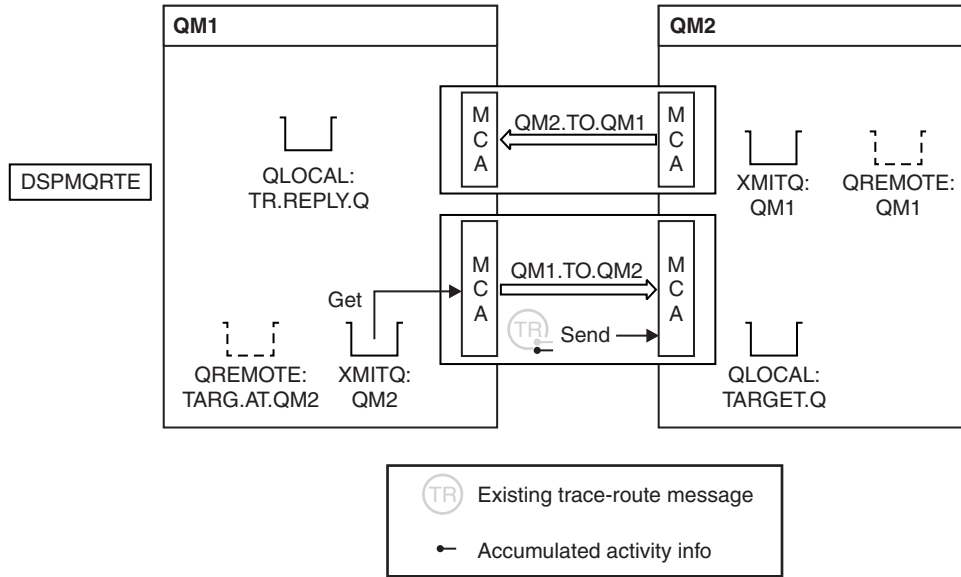 QM1
QM2
M
C
A
QM2.TO.QM1
M
C
A
DSPMQRTE
QLOCAL:
TR.REPLY.Q
XMITQ:
QM1
QREMOTE:
QM1
M
C
A
QM1.TO.QM2
M
C
A
Get
TR
Send
QREMOTE:
TARG.AT.QM2
XMITQ:
QM2
QLOCAL:
TARGET.Q
TR
Existing trace-route message
Accumulated activity info